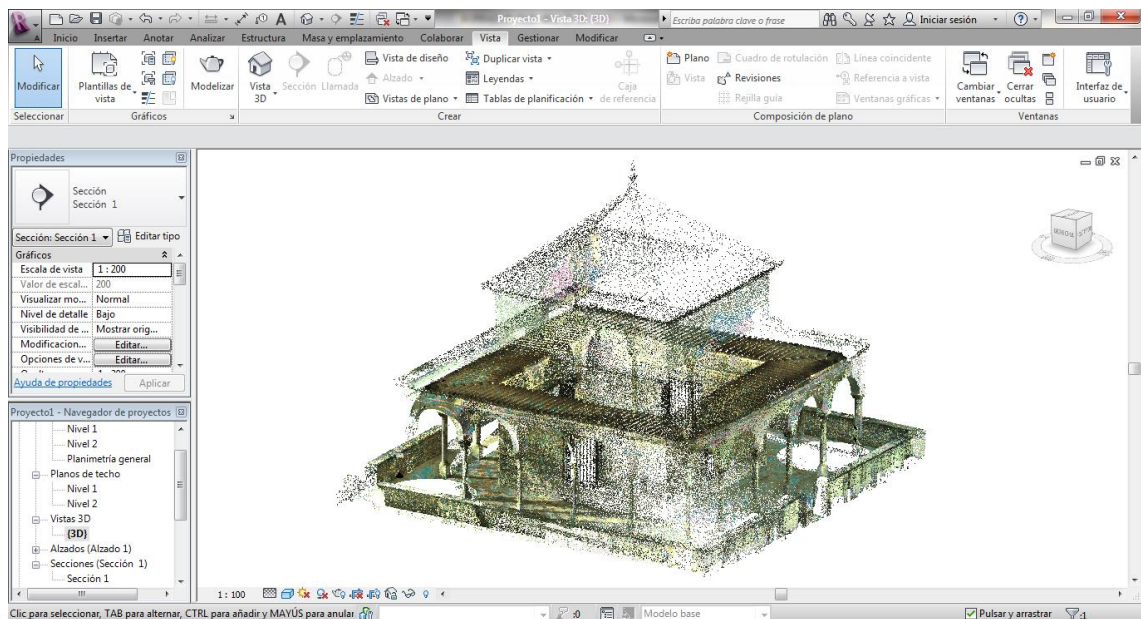 Proyecto1 - Vista 3D: {3D}
Escriba palabra clave o frase
Iniciar sesión
Inicio Insertar Anotar Analizar Estructura Masa y emplazamiento Colaborar Vista Gestionar Modificar
Modificar
Plantillas de vista
Modelizar
Vista 3D
Sección
Llamada
Vista de diseño
Alzado
Vistas de plano
Duplicar vista
Leyendas
Tablas de planificación
Caja de referencia
Plano
Cuadro de rotulación
Línea coincidente
Vista
Revisiones
Referencia a vista
Rejilla guía
Ventanas gráficas
Cambiar ventanas
Cerrar ocultas
Interfaz de usuario
Seleccionar
Gráficos
Crear
Composición de plano
Ventanas
Propiedades
Sección
Sección 1
Sección: Sección 1
Editar tipo
Gráficos
Escala de vista 1 : 200
Valor de escal... 200
Visualizar mo... Normal
Nivel de detalle Bajo
Visibilidad de ... Mostrar orig...
Modificacion... Editar...
Opciones de v... Editar...
Ayuda de propiedades
Aplicar
Proyecto1 - Navegador de proyectos
Nivel 1
Nivel 2
Planimetría general
Planos de techo
Nivel 1
Nivel 2
Vistas 3D
{3D}
Alzados (Alzado 1)
Secciones (Sección 1)
Sección 1
1 : 100
Clic para seleccionar, TAB para alternar, CTRL para añadir y MAYÚS para anular
:0
Modelo base
Pulsar y arrastrar
:1